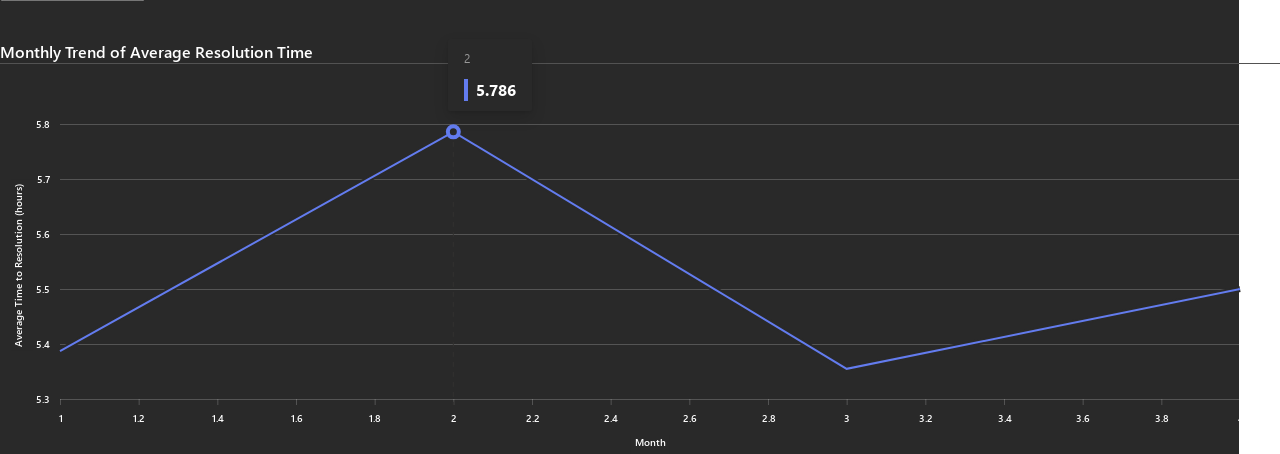 Monthly Trend of Average Resolution Time
2
5.786
Average Time to Resolution (hours)
5.8
5.7
5.6
5.5
5.4
5.3
1 1.2 1.4 1.6 1.8 2 2.2 2.4 2.6 2.8 3 3.2 3.4 3.6 3.8
Month